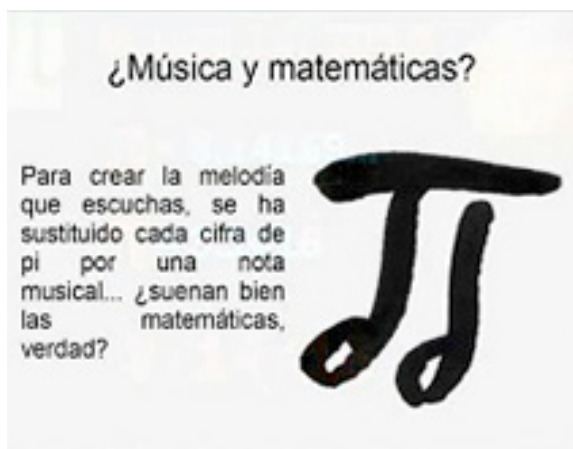 ¿Música y matemáticas?
Para crear la melodía
que escuchas, se ha
sustituido cada cifra de
pi por una nota
musical... ¿suenan bien
las matemáticas,
verdad?